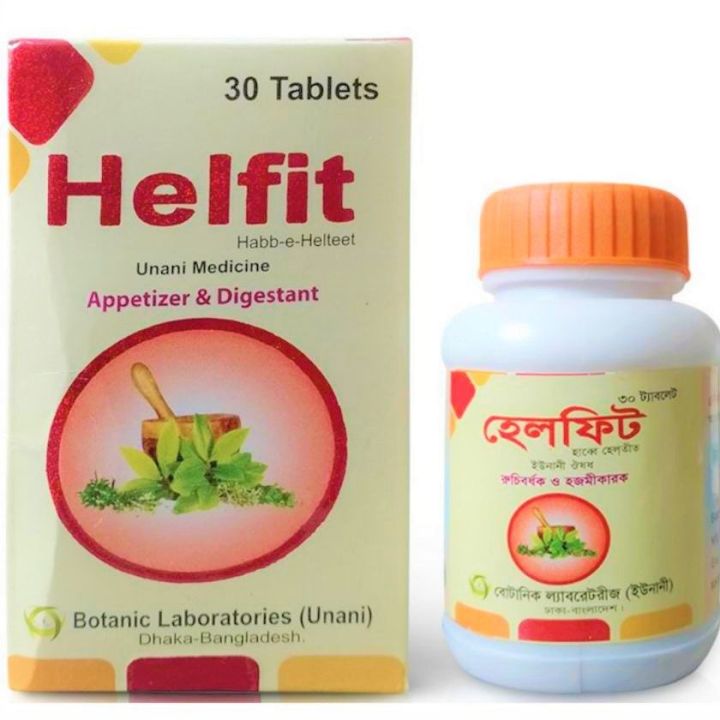 30 Tablets
Helfit
Habb-e-Helteet
Unani Medicine
Appetizer & Digestant
Botanic Laboratories (Unani)
Dhaka-Bangladesh.
৩০ ট্যাবলেট
হেলফিট
হাব্বে হেল্তীত
ইউনানী ঔষধ
রুচিবর্ধক ও হজমীকারক
বোটানিক ল্যাবরেটরীজ (ইউনানী)
ঢাকা-বাংলাদেশ।